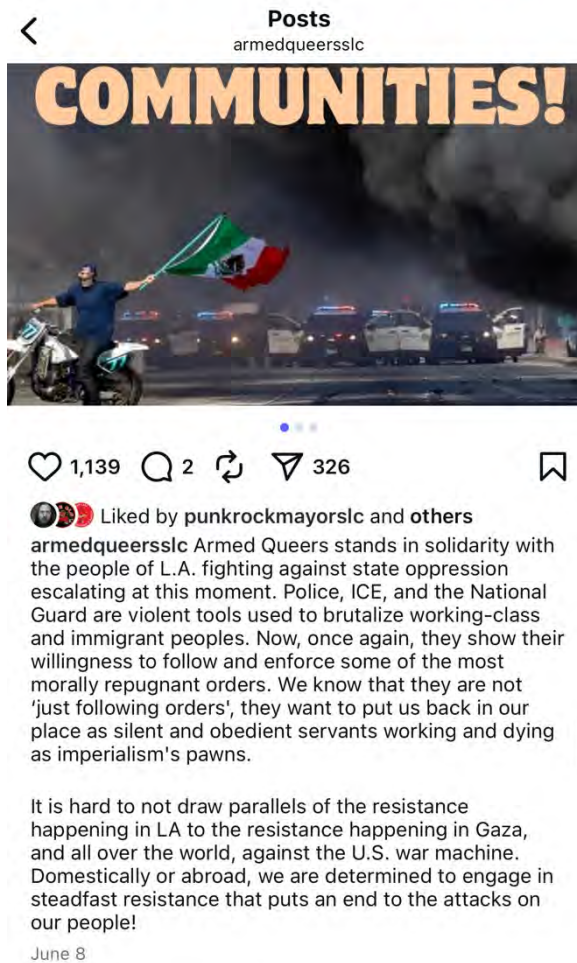 Posts
armedqueersslc
COMMUNITIES!
1,139
2
326
Liked by punkrockmayorslc and others
armedqueersslc Armed Queers stands in solidarity with
the people of L.A. fighting against state oppression
escalating at this moment. Police, ICE, and the National
Guard are violent tools used to brutalize working-class
and immigrant peoples. Now, once again, they show their
willingness to follow and enforce some of the most
morally repugnant orders. We know that they are not
‘just following orders', they want to put us back in our
place as silent and obedient servants working and dying
as imperialism's pawns.
It is hard to not draw parallels of the resistance
happening in LA to the resistance happening in Gaza,
and all over the world, against the U.S. war machine.
Domestically or abroad, we are determined to engage in
steadfast resistance that puts an end to the attacks on
our people!
June 8